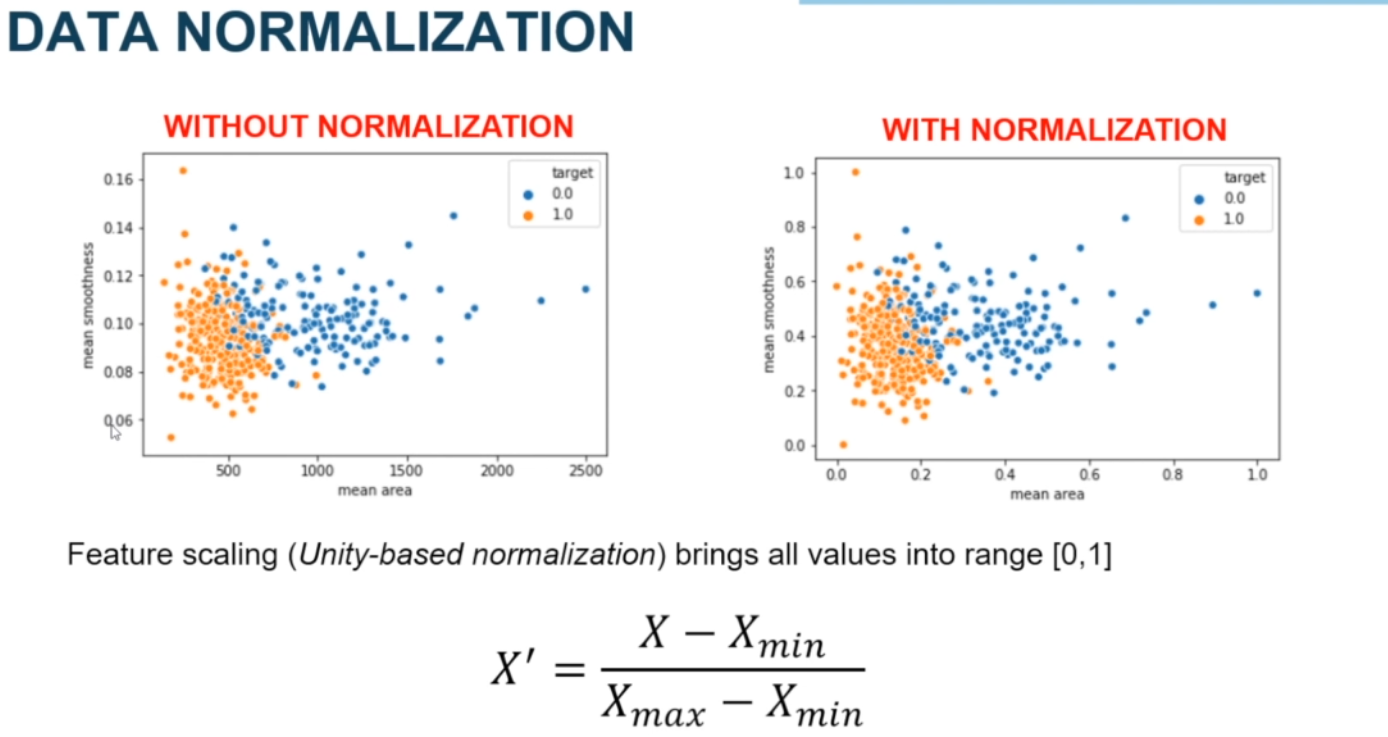 DATA NORMALIZATION
WITHOUT NORMALIZATION
target
0.0
1.0
0.16
0.14
0.12
0.10
0.08
0.06
mean smoothness
500 1000 1500 2000 2500
mean area
WITH NORMALIZATION
target
0.0
1.0
1.0
0.8
0.6
0.4
0.2
0.0
mean smoothness
0.0 0.2 0.4 0.6 0.8 1.0
mean area
Feature scaling (Unity-based normalization) brings all values into range [0,1]
X′ = (X − Xmin) / (Xmax − Xmin)